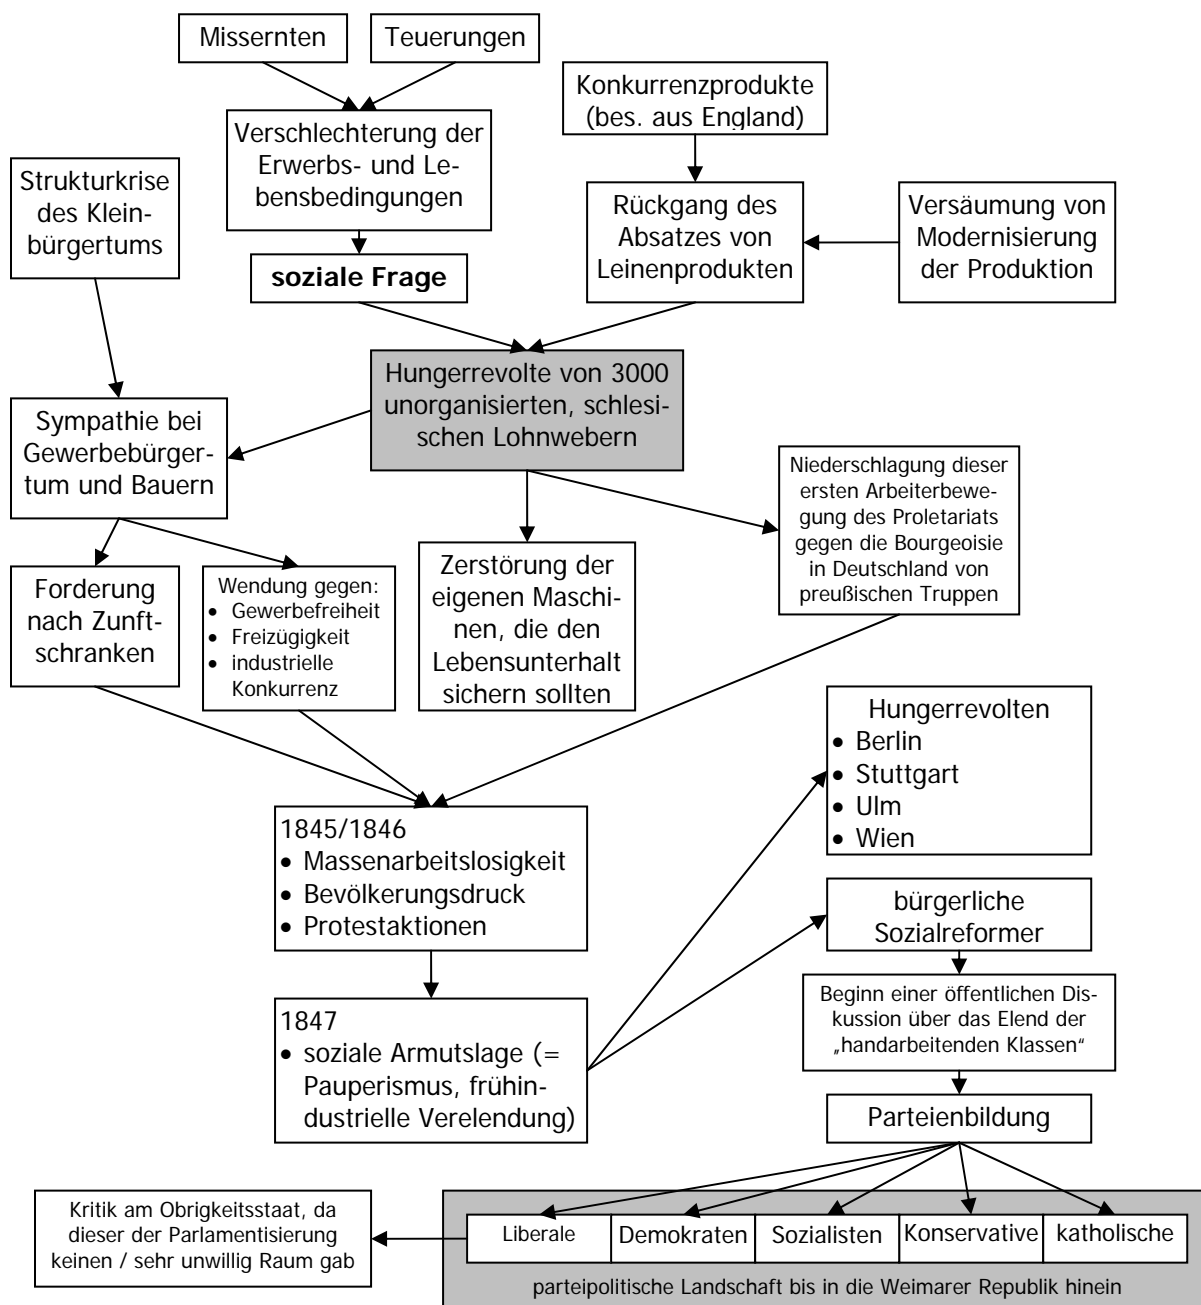 Missernten
Teuerungen
Konkurrenzprodukte
(bes. aus England)
Verschlechterung der
Erwerbs- und Le-
bensbedingungen
Strukturkrise
des Klein-
bürgertums
Rückgang des
Absatzes von
Leinenprodukten
Versäumung von
Modernisierung
der Produktion
soziale Frage
Hungerrevolte von 3000
unorganisierten, schlesi-
schen Lohnwebern
Sympathie bei
Gewerbebürger-
tum und Bauern
Niederschlagung dieser
ersten Arbeiterbewe-
gung des Proletariats
gegen die Bourgeoisie
in Deutschland von
preußischen Truppen
Forderung
nach Zunft-
schranken
Wendung gegen:
• Gewerbefreiheit
• Freizügigkeit
• industrielle
Konkurrenz
Zerstörung der
eigenen Maschi-
nen, die den
Lebensunterhalt
sichern sollten
Hungerrevolten
• Berlin
• Stuttgart
• Ulm
• Wien
1845/1846
• Massenarbeitslosigkeit
• Bevölkerungsdruck
• Protestaktionen
bürgerliche
Sozialreformer
1847
• soziale Armutslage (=
Pauperismus, frühin-
dustrielle Verelendung)
Beginn einer öffentlichen Dis-
kussion über das Elend der
„handarbeitenden Klassen“
Parteienbildung
Kritik am Obrigkeitsstaat, da
dieser der Parlamentisierung
keinen / sehr unwillig Raum gab
Liberale
Demokraten
Sozialisten
Konservative
katholische
parteipolitische Landschaft bis in die Weimarer Republik hinein